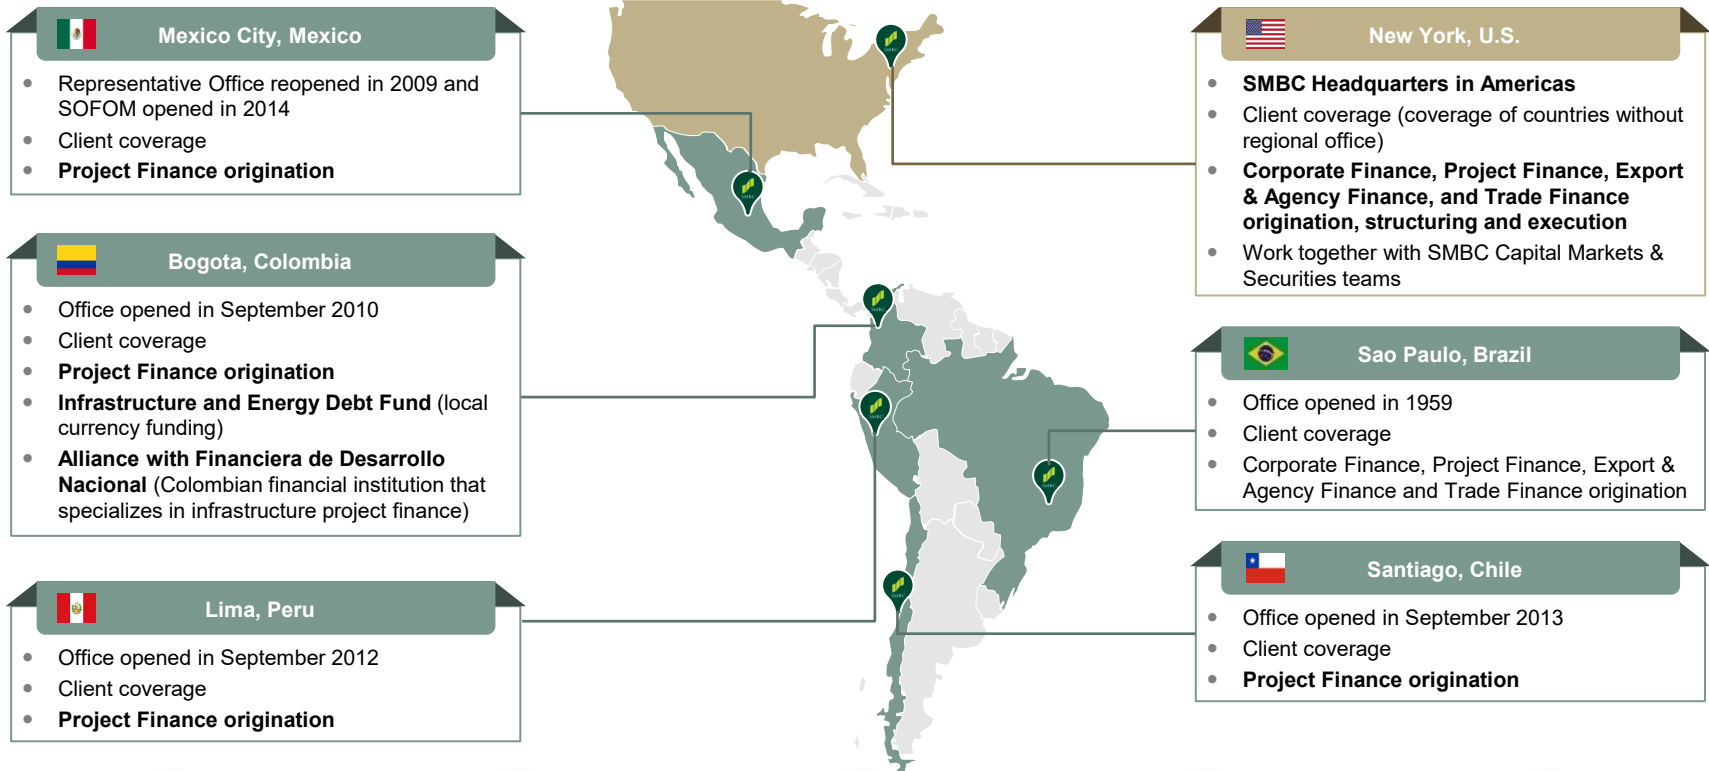 Mexico City, Mexico
• Representative Office reopened in 2009 and
SOFOM opened in 2014
• Client coverage
• Project Finance origination
Bogota, Colombia
• Office opened in September 2010
• Client coverage
• Project Finance origination
• Infrastructure and Energy Debt Fund (local
currency funding)
• Alliance with Financiera de Desarrollo
Nacional (Colombian financial institution that
specializes in infrastructure project finance)
Lima, Peru
• Office opened in September 2012
• Client coverage
• Project Finance origination
SMBC
SMBC
SMBC
SMBC
SMBC
SMBC
New York, U.S.
• SMBC Headquarters in Americas
• Client coverage (coverage of countries without
regional office)
• Corporate Finance, Project Finance, Export
& Agency Finance, and Trade Finance
origination, structuring and execution
• Work together with SMBC Capital Markets &
Securities teams
Sao Paulo, Brazil
• Office opened in 1959
• Client coverage
• Corporate Finance, Project Finance, Export &
Agency Finance and Trade Finance origination
Santiago, Chile
• Office opened in September 2013
• Client coverage
• Project Finance origination